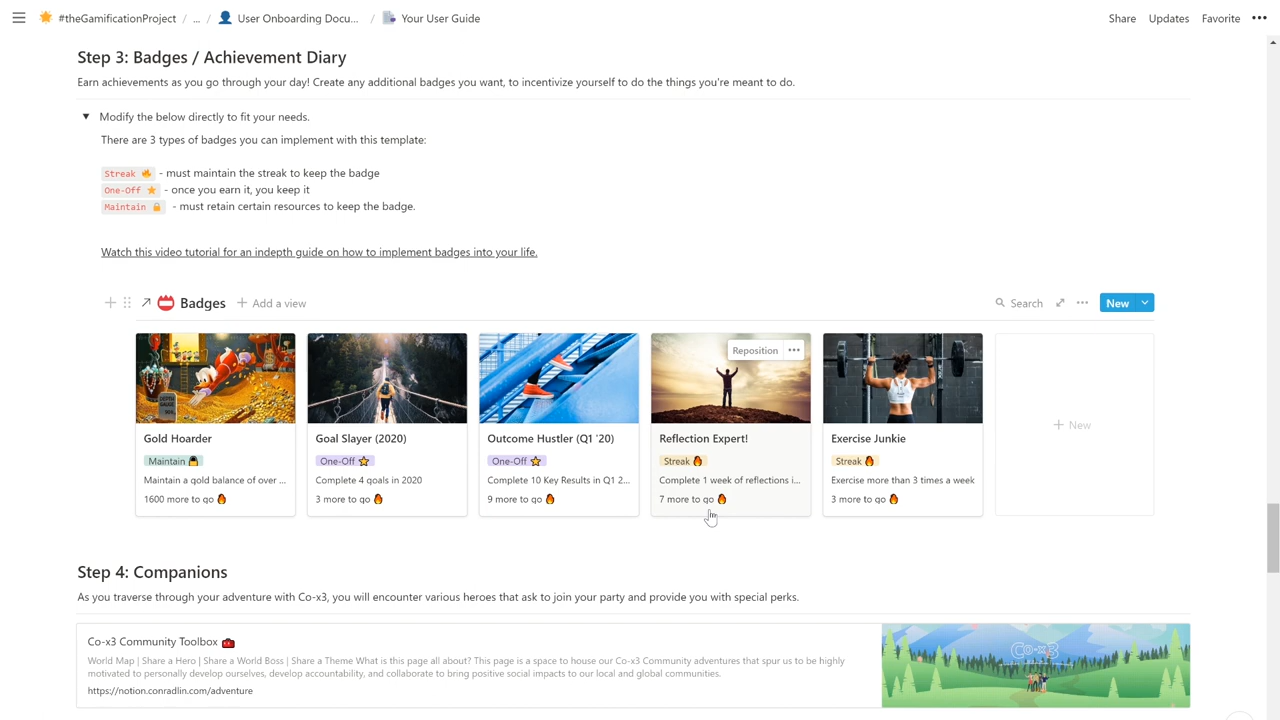 #theGamificationProject / ... / User Onboarding Docu... / Your User Guide
Share Updates Favorite •••
Step 3: Badges / Achievement Diary
Earn achievements as you go through your day! Create any additional badges you want, to incentivize yourself to do the things you're meant to do.
Modify the below directly to fit your needs.
There are 3 types of badges you can implement with this template:
Streak 🔥 - must maintain the streak to keep the badge
One-Off ⭐ - once you earn it, you keep it
Maintain 🔒 - must retain certain resources to keep the badge.
Watch this video tutorial for an indepth guide on how to implement badges into your life.
Badges + Add a view
Search ••• New
Reposition •••
Gold Hoarder
Maintain
Maintain a gold balance of over ...
1600 more to go 🔥
Goal Slayer (2020)
One-Off ⭐
Complete 4 goals in 2020
3 more to go 🔥
Outcome Hustler (Q1 '20)
One-Off ⭐
Complete 10 Key Results in Q1 2...
9 more to go 🔥
Reflection Expert!
Streak 🔥
Complete 1 week of reflections i...
7 more to go 🔥
Exercise Junkie
Streak 🔥
Exercise more than 3 times a week
3 more to go 🔥
+ New
Step 4: Companions
As you traverse through your adventure with Co-x3, you will encounter various heroes that ask to join your party and provide you with special perks.
Co-x3 Community Toolbox 🧰
World Map | Share a Hero | Share a World Boss | Share a Theme What is this page all about? This page is a space to house our Co-x3 Community adventures that spur us to be highly
motivated to personally develop ourselves, develop accountability, and collaborate to bring positive social impacts to our local and global communities.
https://notion.conradlin.com/adventure
Co-x3